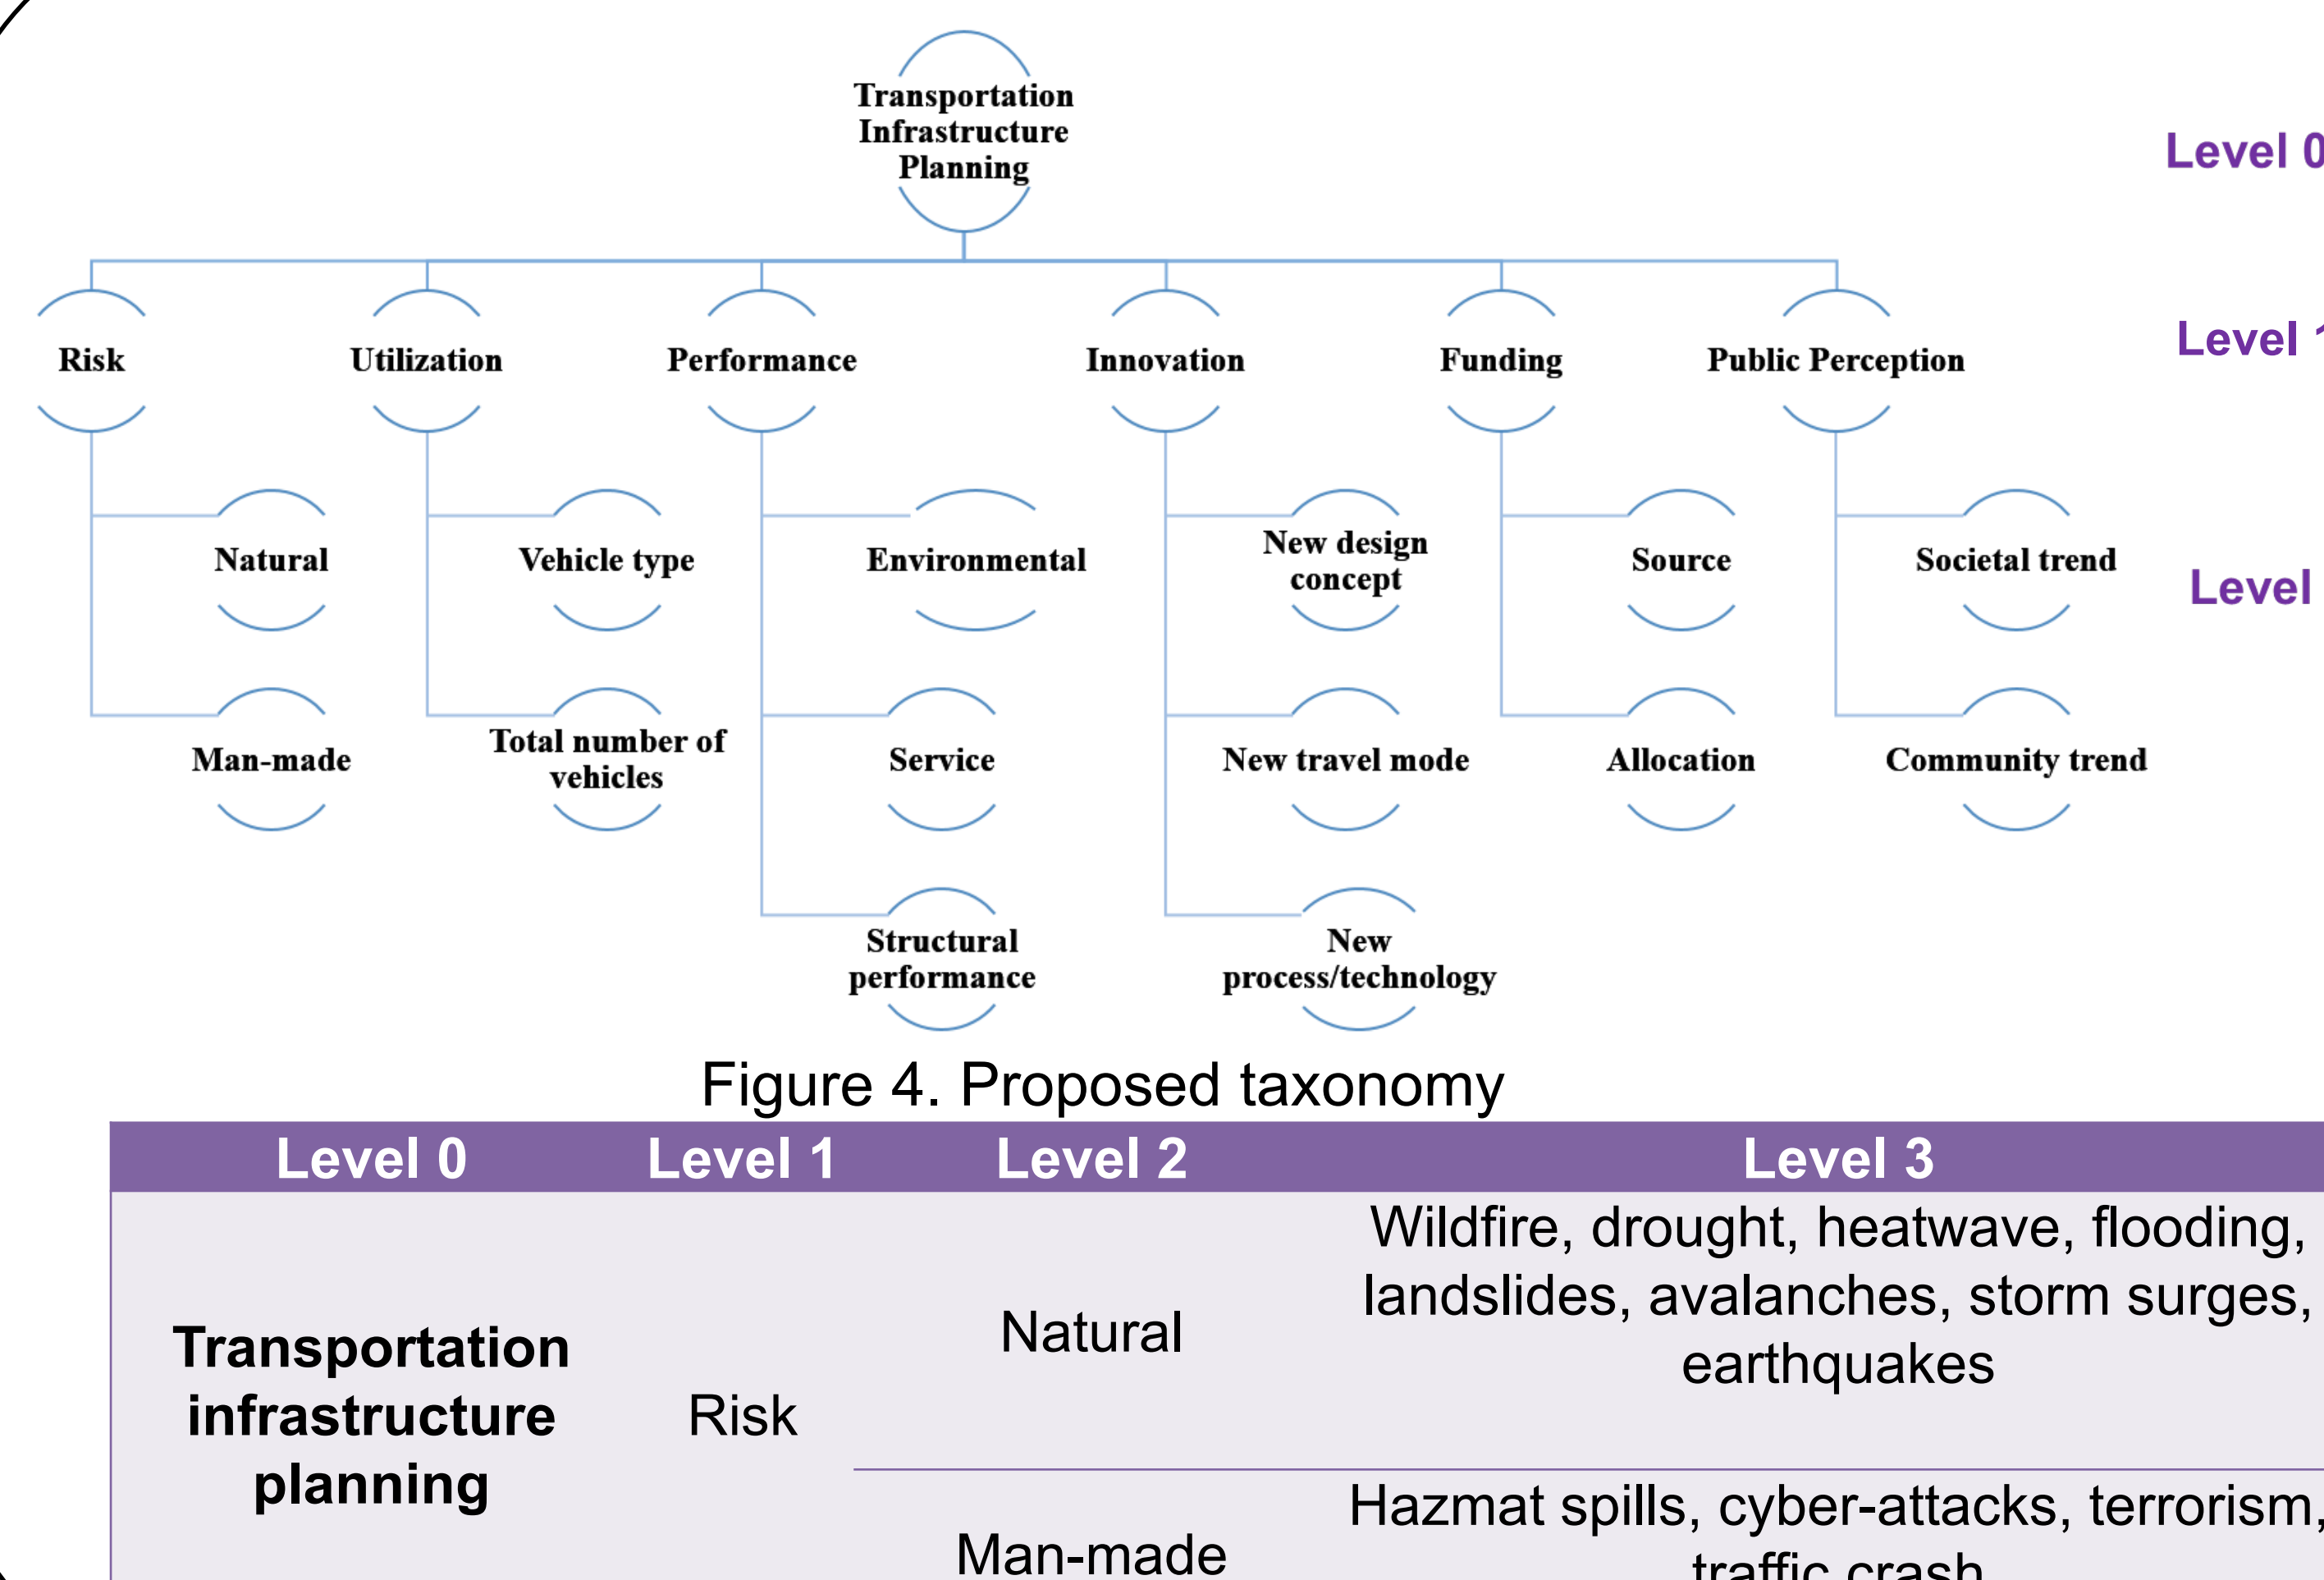 Transportation
Infrastructure
Planning
Level 0
Level 1
Risk
Utilization
Performance
Innovation
Funding
Public Perception
Natural
Vehicle type
Environmental
New design
concept
Source
Societal trend
Level
Man-made
Total number of
vehicles
Service
New travel mode
Allocation
Community trend
Structural
performance
New
process/technology
Figure 4. Proposed taxonomy
Level 0 Level 1 Level 2 Level 3
Transportation
infrastructure
planning
Risk
Natural
Wildfire, drought, heatwave, flooding,
landslides, avalanches, storm surges,
earthquakes
Man-made
Hazmat spills, cyber-attacks, terrorism,
traffic crash